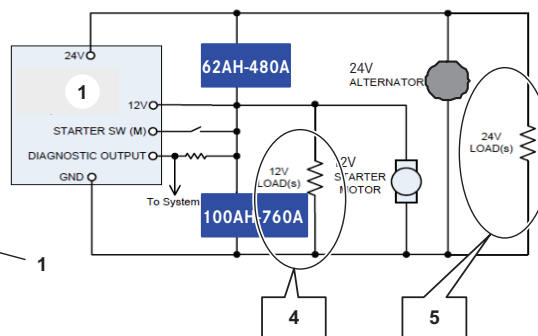 24V
1
12V
STARTER SW (M)
DIAGNOSTIC OUTPUT
GND
To System
62AH-480A
100AH-760A
12V
LOAD(s)
12V
STARTER
MOTOR
24V
ALTERNATOR
24V
LOAD(s)
1
4
5